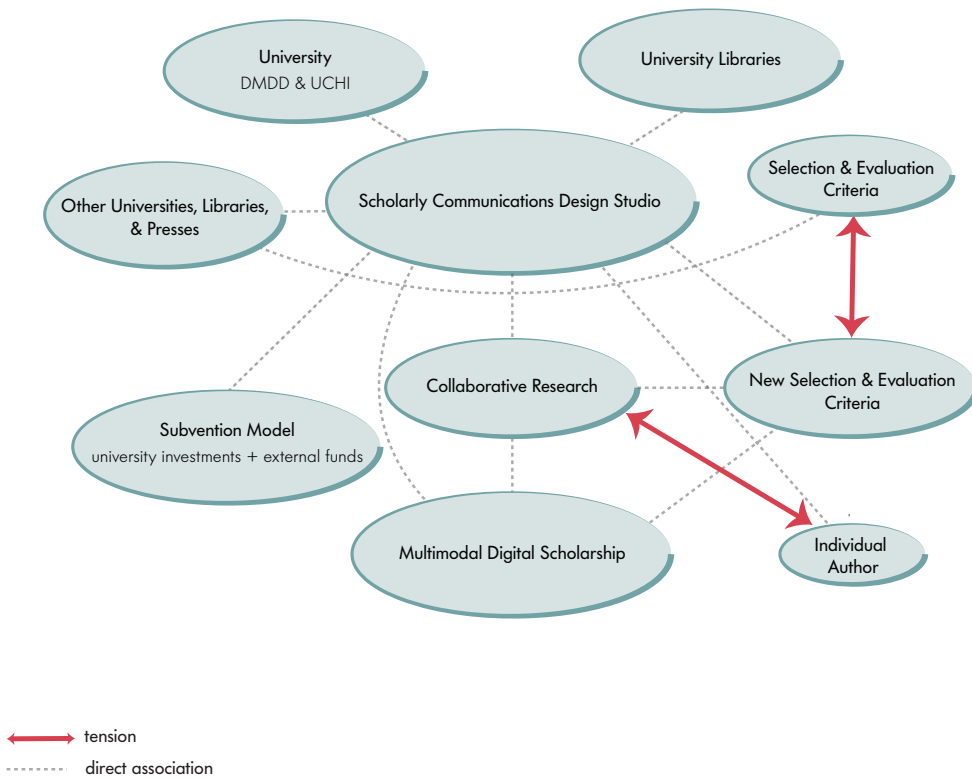 University
DMDD & UCHI
University Libraries
Selection & Evaluation
Criteria
Other Universities, Libraries,
& Presses
Scholarly Communications Design Studio
Collaborative Research
New Selection & Evaluation
Criteria
Subvention Model
university investments + external funds
Multimodal Digital Scholarship
Individual
Author
tension
direct association